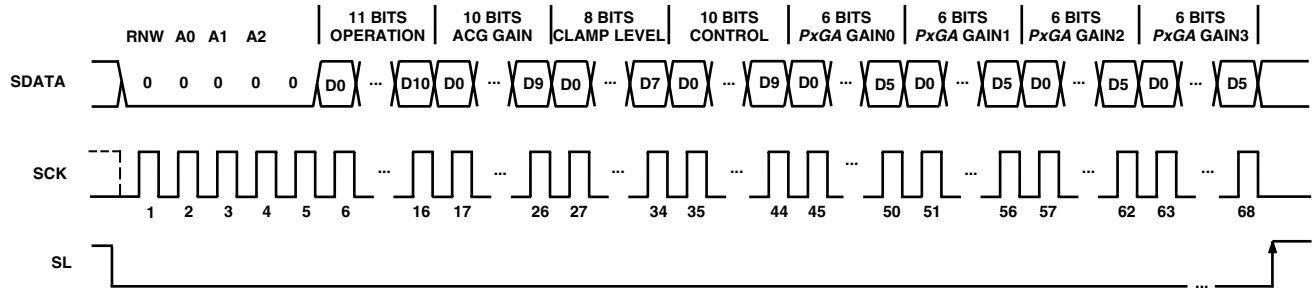 11 BITS OPERATION
10 BITS ACG GAIN
8 BITS CLAMP LEVEL
10 BITS CONTROL
6 BITS PxGA GAIN0
6 BITS PxGA GAIN1
6 BITS PxGA GAIN2
6 BITS PxGA GAIN3
RNW A0 A1 A2
SDATA 0 0 0 0 0 D0 ... D10 D0 ... D9 D0 ... D7 D0 ... D9 D0 ... D5 D0 ... D5 D0 ... D5 D0 ... D5
SCK ... ... ... ... ... ... ... ...
1 2 3 4 5 6 16 17 26 27 34 35 44 45 50 51 56 57 62 63 68
SL ...